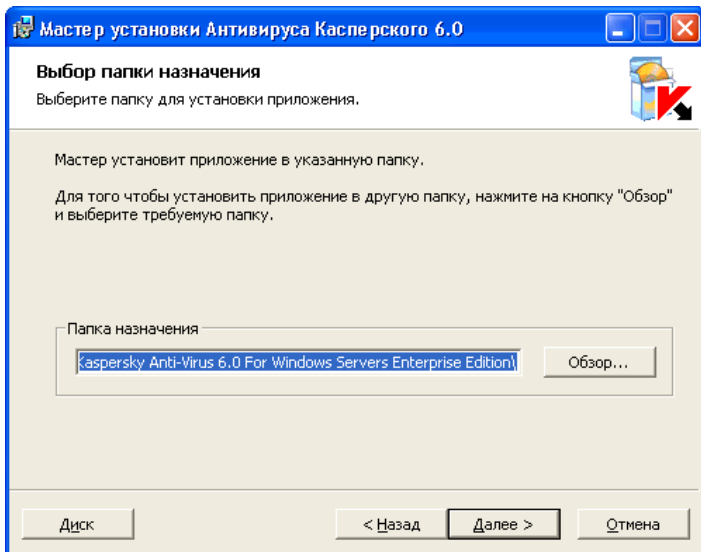 Мастер установки Антивируса Касперского 6.0
Выбор папки назначения
Выберите папку для установки приложения.
Мастер установит приложение в указанную папку.
Для того чтобы установить приложение в другую папку, нажмите на кнопку "Обзор"
и выберите требуемую папку.
Папка назначения
Kaspersky Anti-Virus 6.0 For Windows Servers Enterprise Edition\
Обзор...
Диск
< Назад
Далее >
Отмена